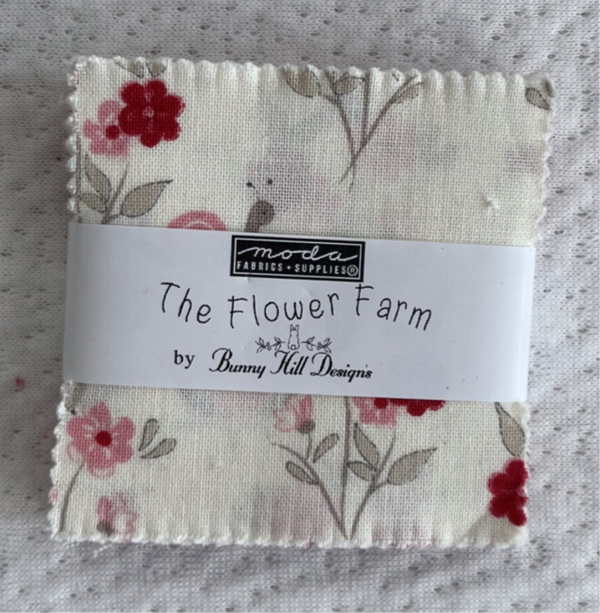 moda
FABRICS + SUPPLIES®
The Flower Farm
by Bunny Hill Designs